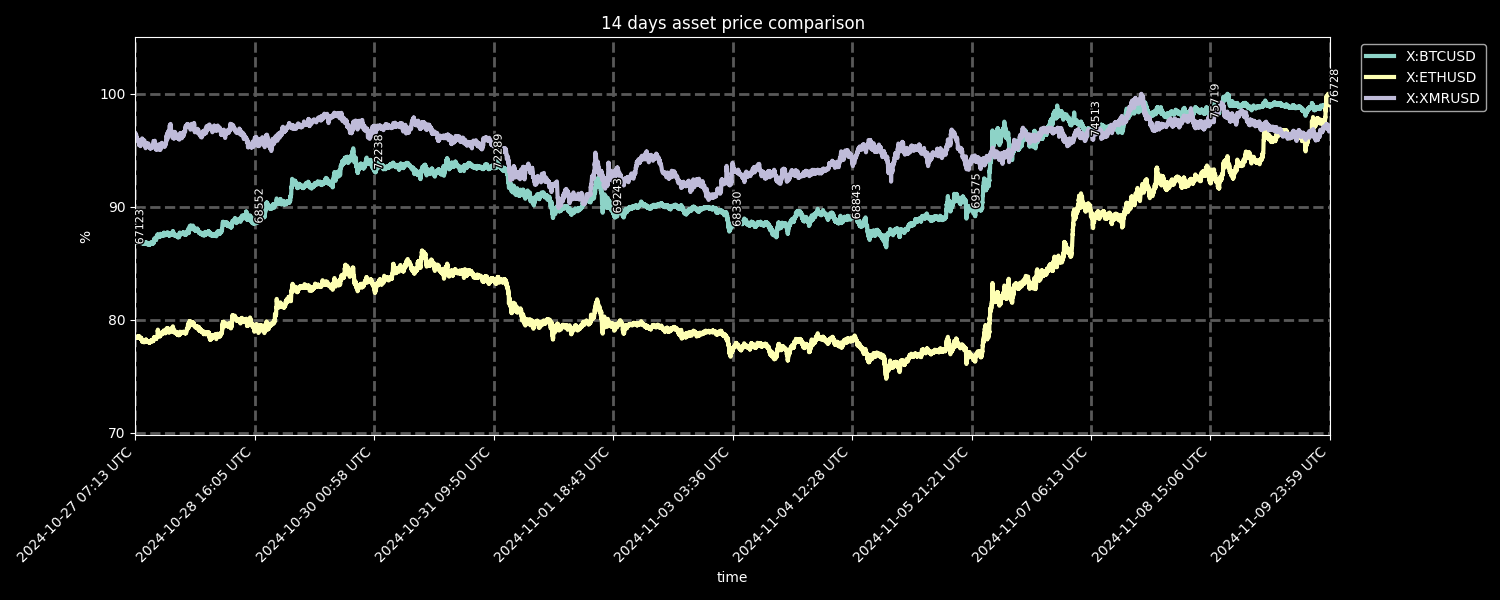 14 days asset price comparison
X:BTCUSD
X:ETHUSD
X:XMRUSD
100
90
80
70
%
67123
68552
72238
72289
69243
68330
68843
69575
74513
75719
76728
2024-10-27 07:13 UTC
2024-10-28 16:05 UTC
2024-10-30 00:58 UTC
2024-10-31 09:50 UTC
2024-11-01 18:43 UTC
2024-11-03 03:36 UTC
2024-11-04 12:28 UTC
2024-11-05 21:21 UTC
2024-11-07 06:13 UTC
2024-11-08 15:06 UTC
2024-11-09 23:59 UTC
time